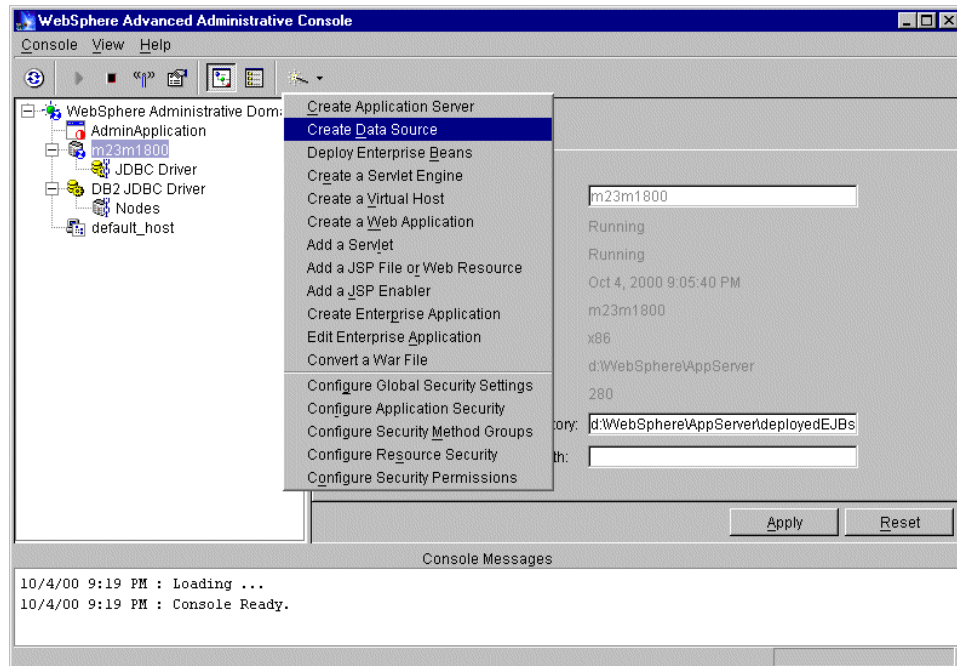 WebSphere Advanced Administrative Console
Console View Help
WebSphere Administrative Dom
AdminApplication
m23m1800
JDBC Driver
DB2 JDBC Driver
Nodes
default_host
Create Application Server
Create Data Source
Deploy Enterprise Beans
Create a Servlet Engine
Create a Virtual Host
Create a Web Application
Add a Servlet
Add a JSP File or Web Resource
Add a JSP Enabler
Create Enterprise Application
Edit Enterprise Application
Convert a War File
Configure Global Security Settings
Configure Application Security
Configure Security Method Groups
Configure Resource Security
Configure Security Permissions
m23m1800
Running
Running
Oct 4, 2000 9:05:40 PM
m23m1800
x86
d:\WebSphere\AppServer
280
ory: d:\WebSphere\AppServer\deployedEJBs
th:
Apply Reset
Console Messages
10/4/00 9:19 PM : Loading ...
10/4/00 9:19 PM : Console Ready.